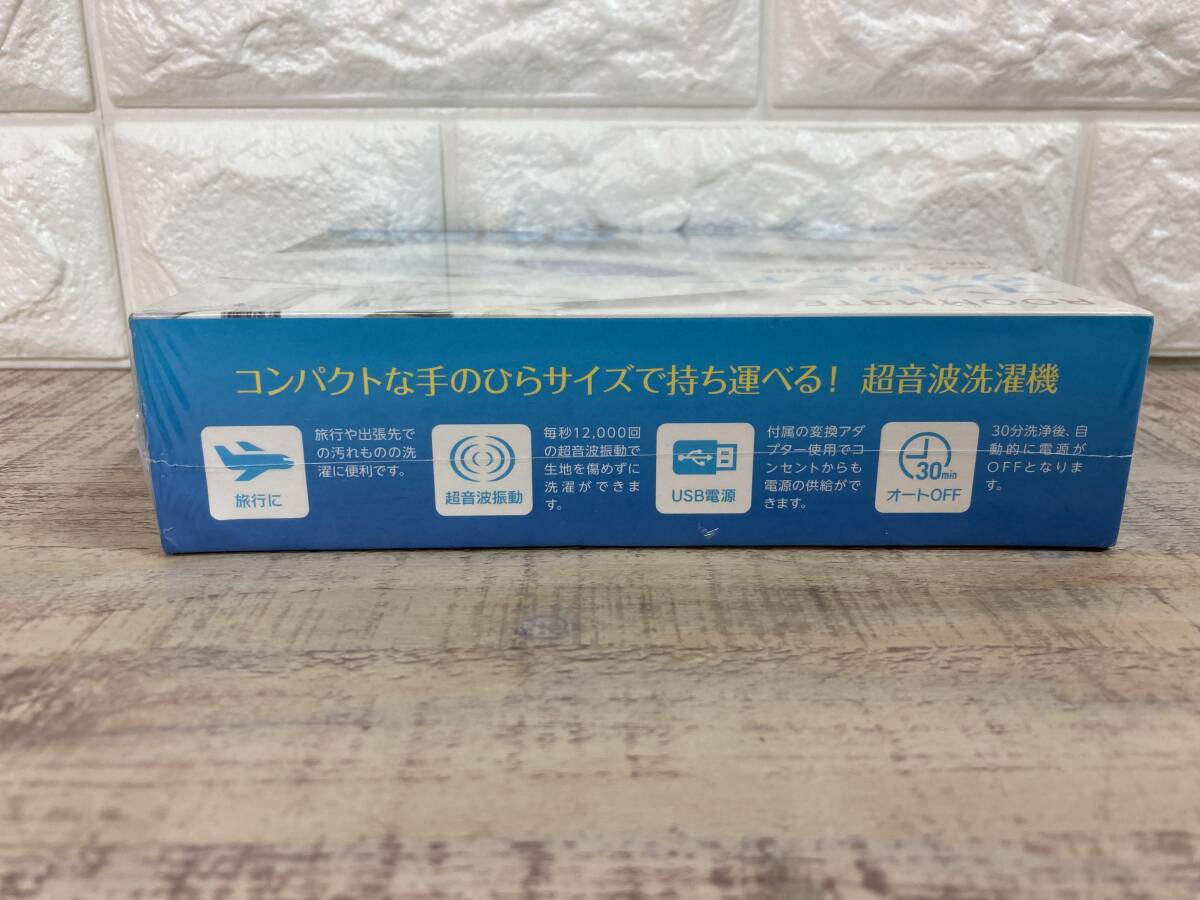 ROOMMATE
コンパクトな手のひらサイズで持ち運べる! 超音波洗濯機
旅行に
旅行や出張先で
の汚れものの洗
濯に便利です。
超音波振動
毎秒12,000回
の超音波振動で
生地を傷めずに
洗濯ができま
す。
USB電源
付属の変換アダ
プター使用でコ
ンセントからも
電源の供給がで
きます。
30min
オートOFF
30分洗浄後、自
動的に電源が
OFFとなりま
す。